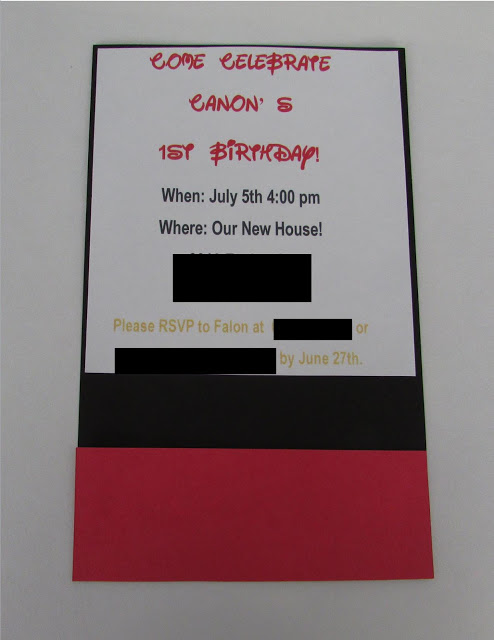 COME CELEBRATE
CANON' S
1ST BIRTHDAY!
When: July 5th 4:00 pm
Where: Our New House!
Please RSVP to Falon at or
by June 27th.